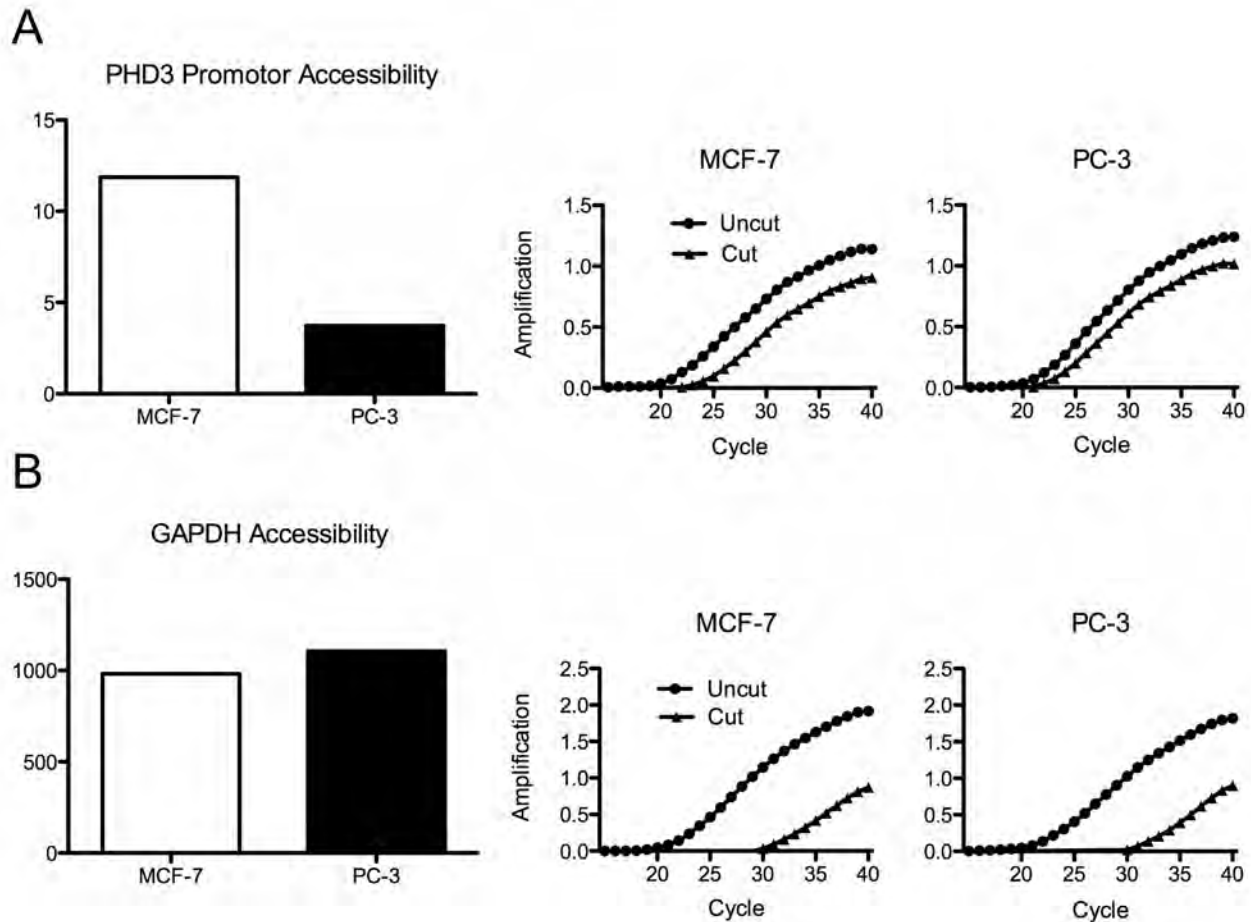 A
PHD3 Promotor Accessibility
15
10
5
0
MCF-7 PC-3
MCF-7
1.5
1.0
0.5
0.0
Amplification
Uncut
Cut
20 25 30 35 40
Cycle
PC-3
1.5
1.0
0.5
0.0
20 25 30 35 40
Cycle
B
GAPDH Accessibility
1500
1000
500
0
MCF-7 PC-3
MCF-7
2.5
2.0
1.5
1.0
0.5
0.0
Amplification
Uncut
Cut
20 25 30 35 40
Cycle
PC-3
2.5
2.0
1.5
1.0
0.5
0.0
20 25 30 35 40
Cycle